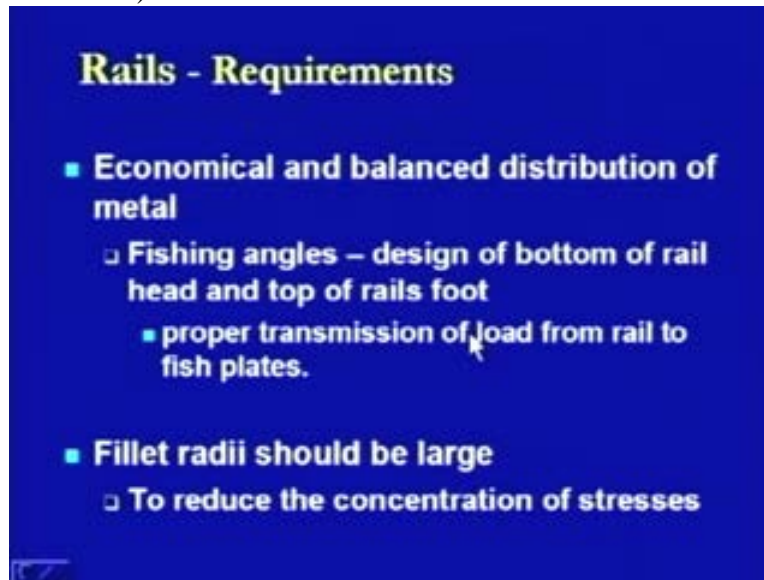 Rails - Requirements
Economical and balanced distribution of
metal
Fishing angles – design of bottom of rail
head and top of rails foot
proper transmission of load from rail to
fish plates.
Fillet radii should be large
To reduce the concentration of stresses